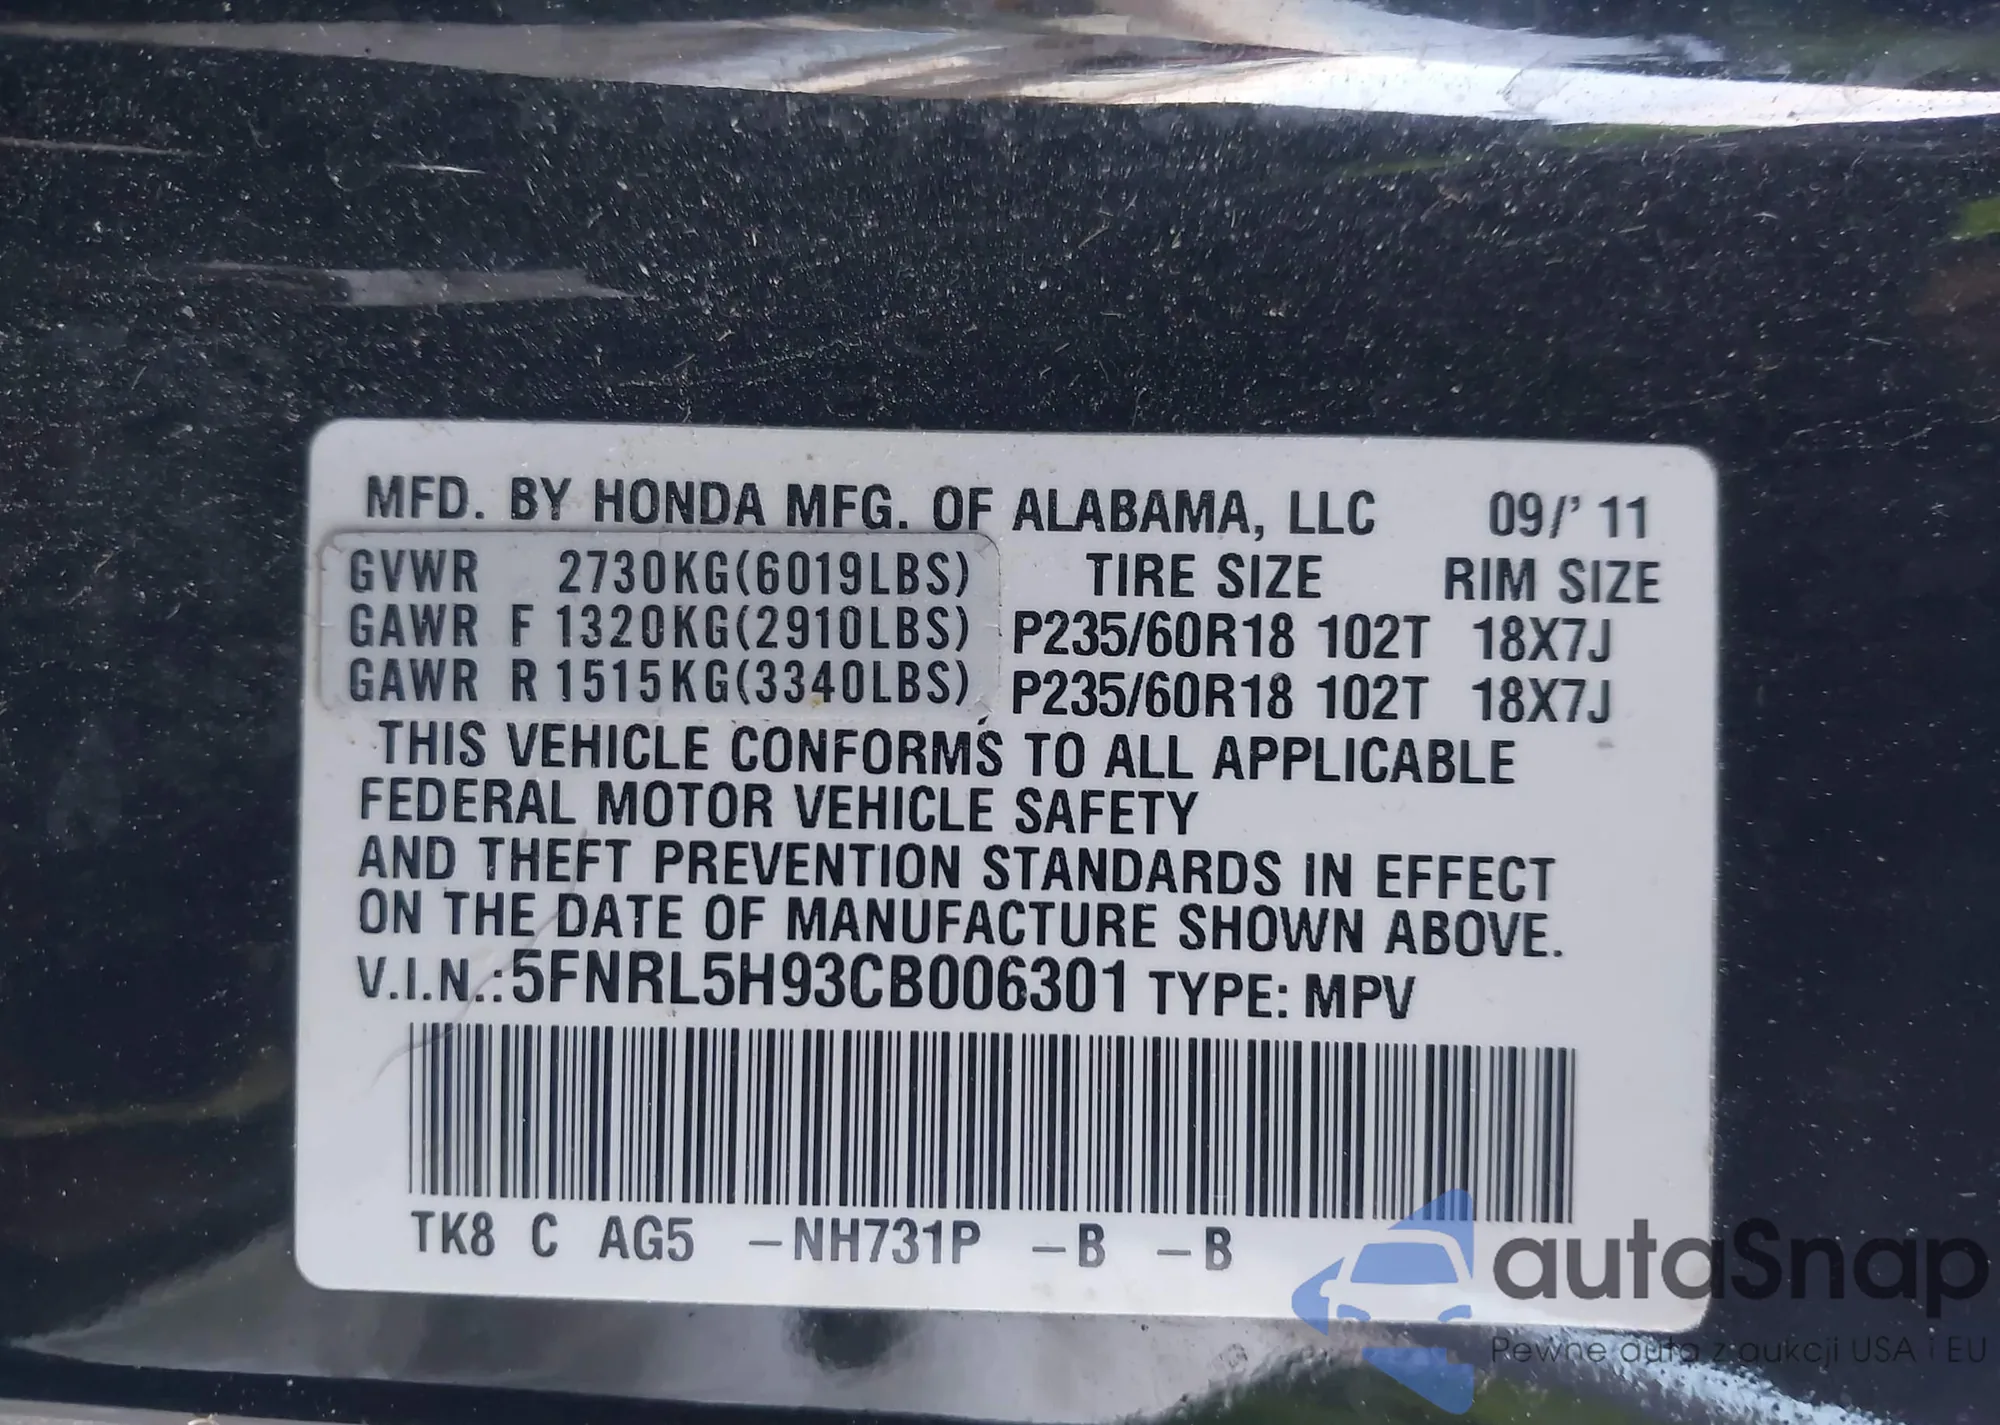 MFD. BY HONDA MFG. OF ALABAMA, LLC 09/'11
GVWR 2730KG(6019LBS) TIRE SIZE RIM SIZE
GAWR F 1320KG(2910LBS) P235/60R18 102T 18X7J
GAWR R 1515KG(3340LBS) P235/60R18 102T 18X7J
THIS VEHICLE CONFORMS TO ALL APPLICABLE
FEDERAL MOTOR VEHICLE SAFETY
AND THEFT PREVENTION STANDARDS IN EFFECT
ON THE DATE OF MANUFACTURE SHOWN ABOVE.
V.I.N.:5FNRL5H93CB006301 TYPE: MPV
TK8 C AG5 –NH731P –B –B
autaSnap
Pewne auta z aukcji USA i EU